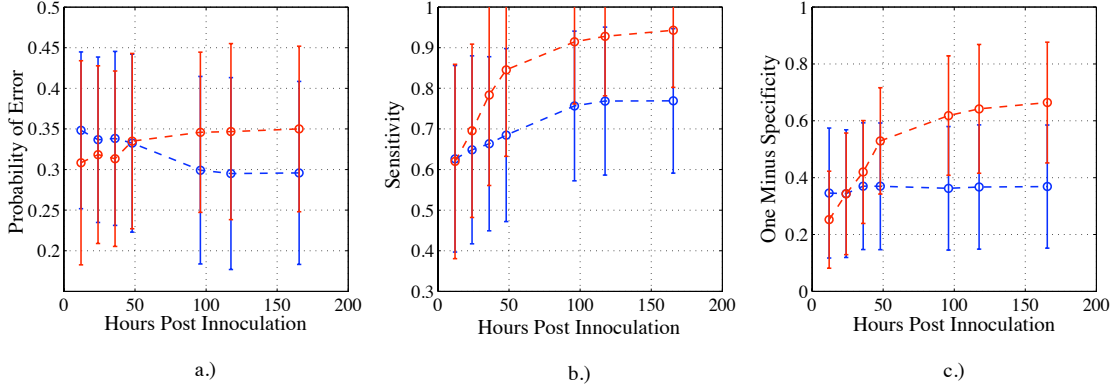 0.5
0.45
0.4
0.35
0.3
0.25
0.2
Probability of Error
0 50 100 150 200
Hours Post Innoculation
a.)
1
0.9
0.8
0.7
0.6
0.5
0.4
0.3
Sensitivity
0 50 100 150 200
Hours Post Innoculation
b.)
1
0.8
0.6
0.4
0.2
0
One Minus Specificity
0 50 100 150 200
Hours Post Innoculation
c.)